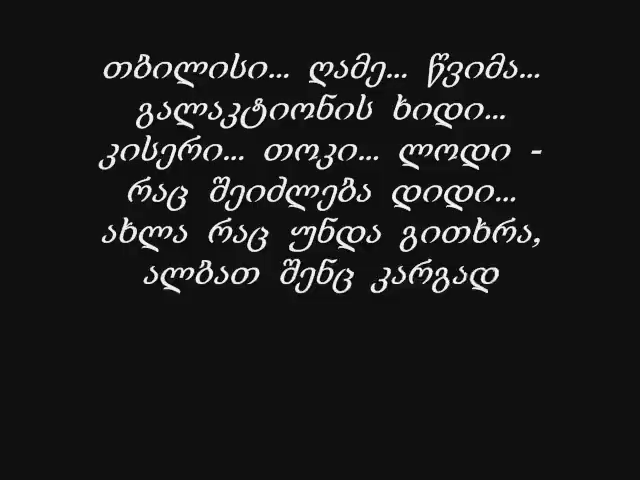 თბილისი... ღამე... წვიმა...
გალაკტიონის ხიდი...
კისერი... თოკი... ლოდი -
რაც შეიძლება დიდი...
ახლა რაც უნდა გითხრა,
ალბათ შენც კარგად